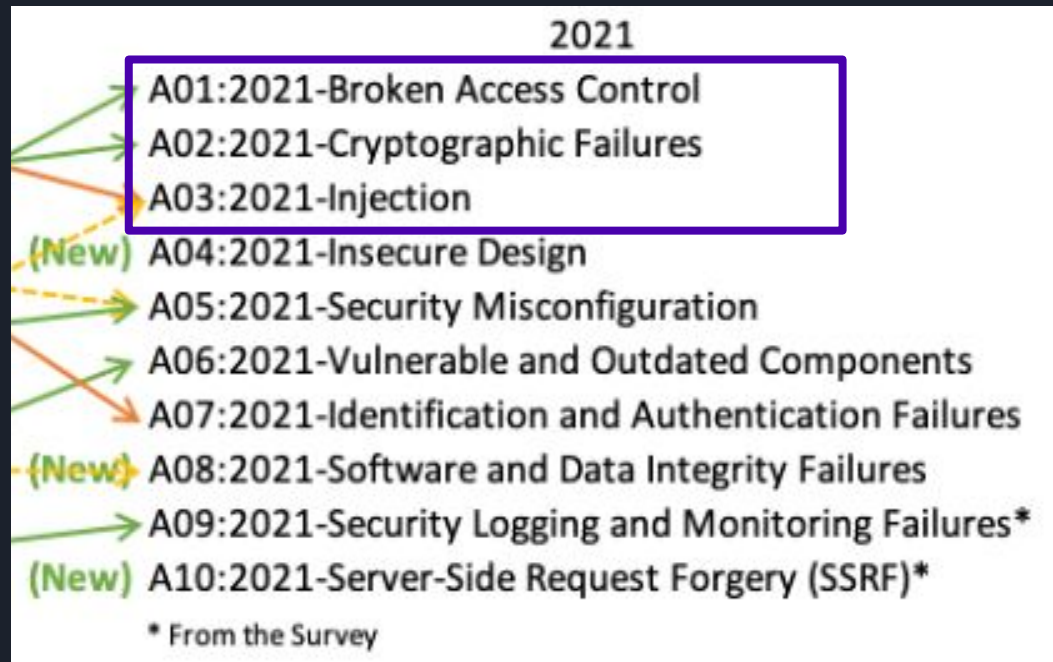 2021
A01:2021-Broken Access Control
A02:2021-Cryptographic Failures
A03:2021-Injection
(New) A04:2021-Insecure Design
A05:2021-Security Misconfiguration
A06:2021-Vulnerable and Outdated Components
A07:2021-Identification and Authentication Failures
(New) A08:2021-Software and Data Integrity Failures
A09:2021-Security Logging and Monitoring Failures*
(New) A10:2021-Server-Side Request Forgery (SSRF)*
* From the Survey